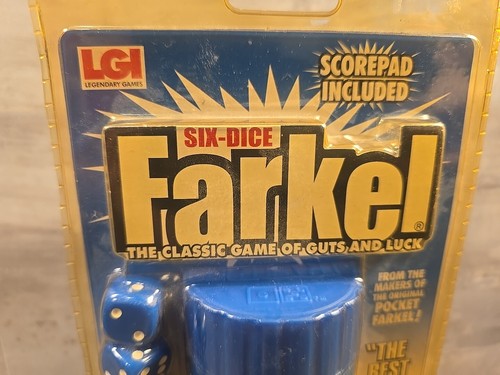 LGI
LEGENDARY GAMES
SCOREPAD
INCLUDED
SIX-DICE
Farkel®
THE CLASSIC GAME OF GUTS AND LUCK
FROM THE
MAKERS OF
THE ORIGINAL
POCKET
FARKEL!
"THE
BEST